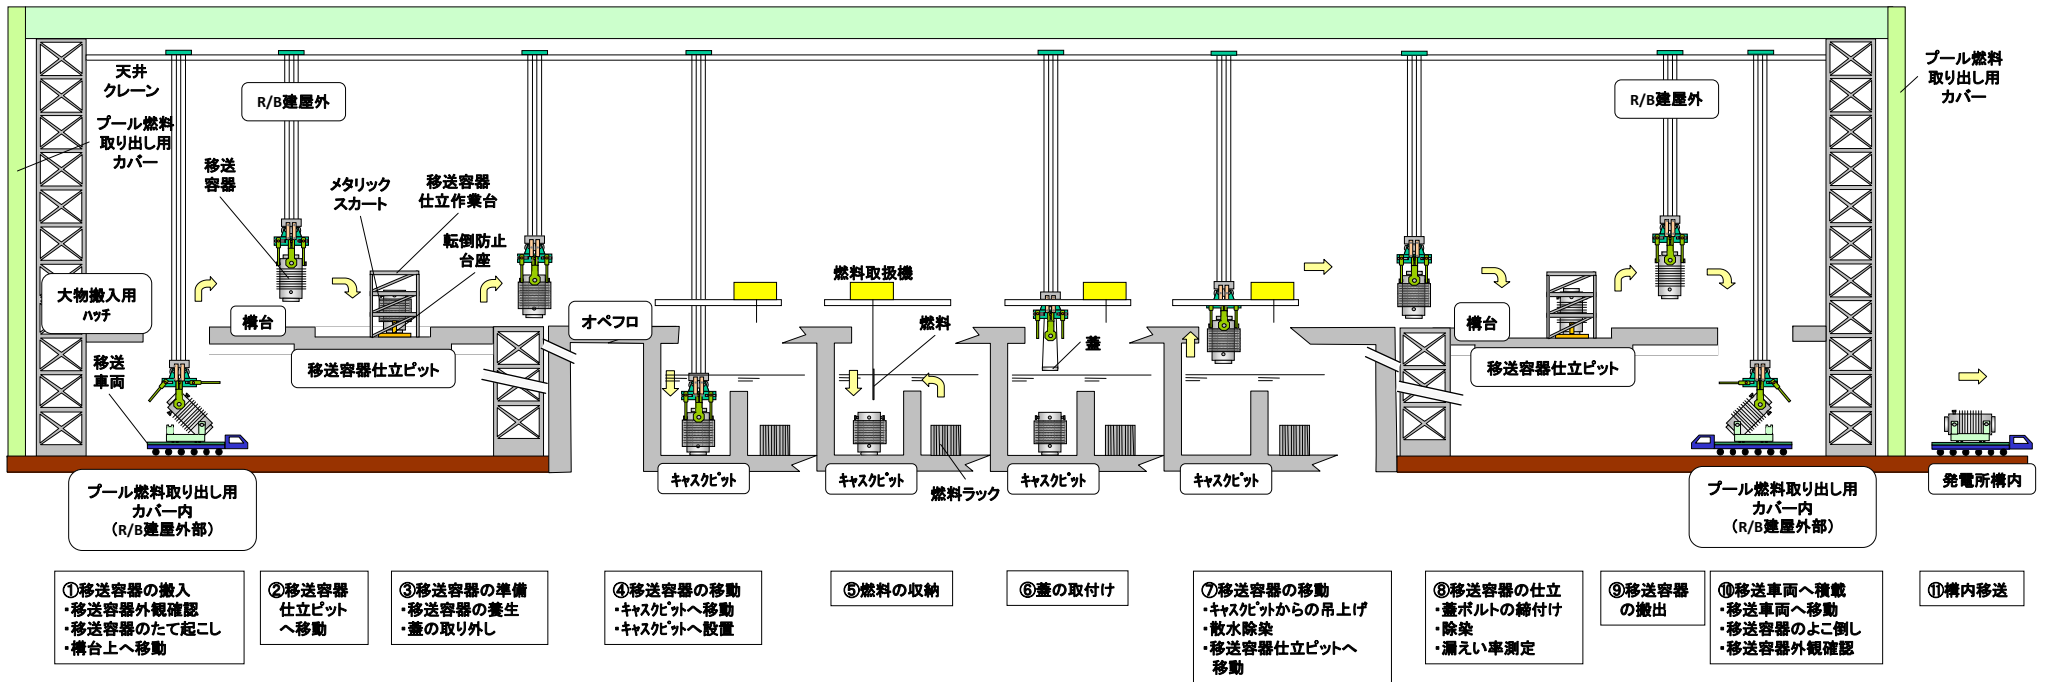 天井
クレーン
プール燃料
取り出し用
カバー
R/B建屋外
移送
容器
メタリック
スカート
移送容器
仕立作業台
転倒防止
台座
大物搬入用
ハッチ
構台
移送容器仕立ピット
移送
車両
オペフロ
燃料取扱機
燃料
蓋
燃料ラック
キャスクピット
キャスクピット
キャスクピット
キャスクピット
R/B建屋外
プール燃料
取り出し用
カバー
構台
移送容器仕立ピット
発電所構内
プール燃料取り出し用
カバー内
(R/B建屋外部)
プール燃料取り出し用
カバー内
(R/B建屋外部)
①移送容器の搬入
・移送容器外観確認
・移送容器のたて起こし
・構台上へ移動
②移送容器
仕立ピット
へ移動
③移送容器の準備
・移送容器の養生
・蓋の取り外し
④移送容器の移動
・キャスクピットへ移動
・キャスクピットへ設置
⑤燃料の収納
⑥蓋の取付け
⑦移送容器の移動
・キャスクピットからの吊上げ
・散水除染
・移送容器仕立ピットへ
移動
⑧移送容器の仕立
・蓋ボルトの締付け
・除染
・漏えい率測定
⑨移送容器
の搬出
⑩移送車両へ積載
・移送車両へ移動
・移送容器のよこ倒し
・移送容器外観確認
⑪構内移送